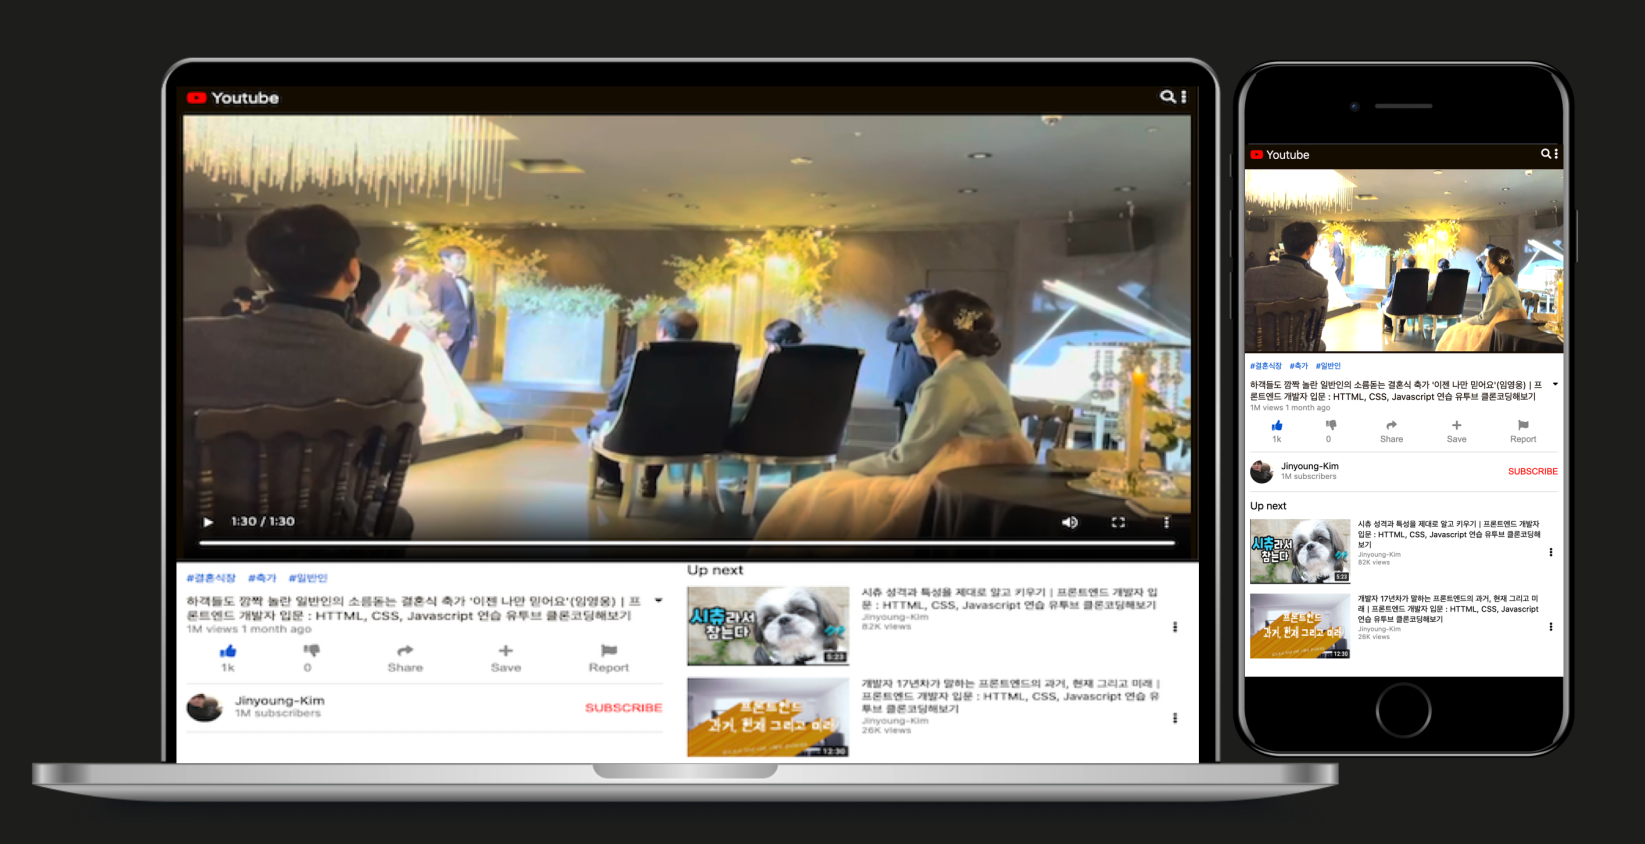 Youtube
1:30 / 1:30
#결혼식장 #축가 #일반인
하객들도 깜짝 놀란 일반인의 소름돋는 결혼식 축가 '이젠 나만 믿어요'(임영웅) | 프
론트엔드 개발자 입문 : HTTML, CSS, Javascript 연습 유투브 클론코딩해보기
1M views 1 month ago
1k 0 Share Save Report
Jinyoung-Kim
1M subscribers
SUBSCRIBE
Up next
시츄라서
참는다
5:23
시츄 성격과 특성을 제대로 알고 키우기 | 프론트엔드 개발자 입
문 : HTTML, CSS, Javascript 연습 유투브 클론코딩해보기
Jinyoung-Kim
82K views
프론트엔드
과거, 현재 그리고 미래
12:30
개발자 17년차가 말하는 프론트엔드의 과거, 현재 그리고 미래 |
프론트엔드 개발자 입문 : HTTML, CSS, Javascript 연습 유
투브 클론코딩해보기
Jinyoung-Kim
26K views
Youtube
#결혼식장 #축가 #일반인
하객들도 깜짝 놀란 일반인의 소름돋는 결혼식 축가 '이젠 나만 믿어요'(임영웅) | 프
론트엔드 개발자 입문 : HTTML, CSS, Javascript 연습 유투브 클론코딩해보기
1M views 1 month ago
1k 0 Share Save Report
Jinyoung-Kim
1M subscribers
SUBSCRIBE
Up next
시츄라서
참는다
5:23
시츄 성격과 특성을 제대로 알고 키우기 | 프론트엔드 개발자
입문 : HTTML, CSS, Javascript 연습 유투브 클론코딩해
보기
Jinyoung-Kim
82K views
프론트엔드
과거, 현재 그리고 미래
12:30
개발자 17년차가 말하는 프론트엔드의 과거, 현재 그리고 미
래 | 프론트엔드 개발자 입문 : HTTML, CSS, Javascript
연습 유투브 클론코딩해보기
Jinyoung-Kim
26K views